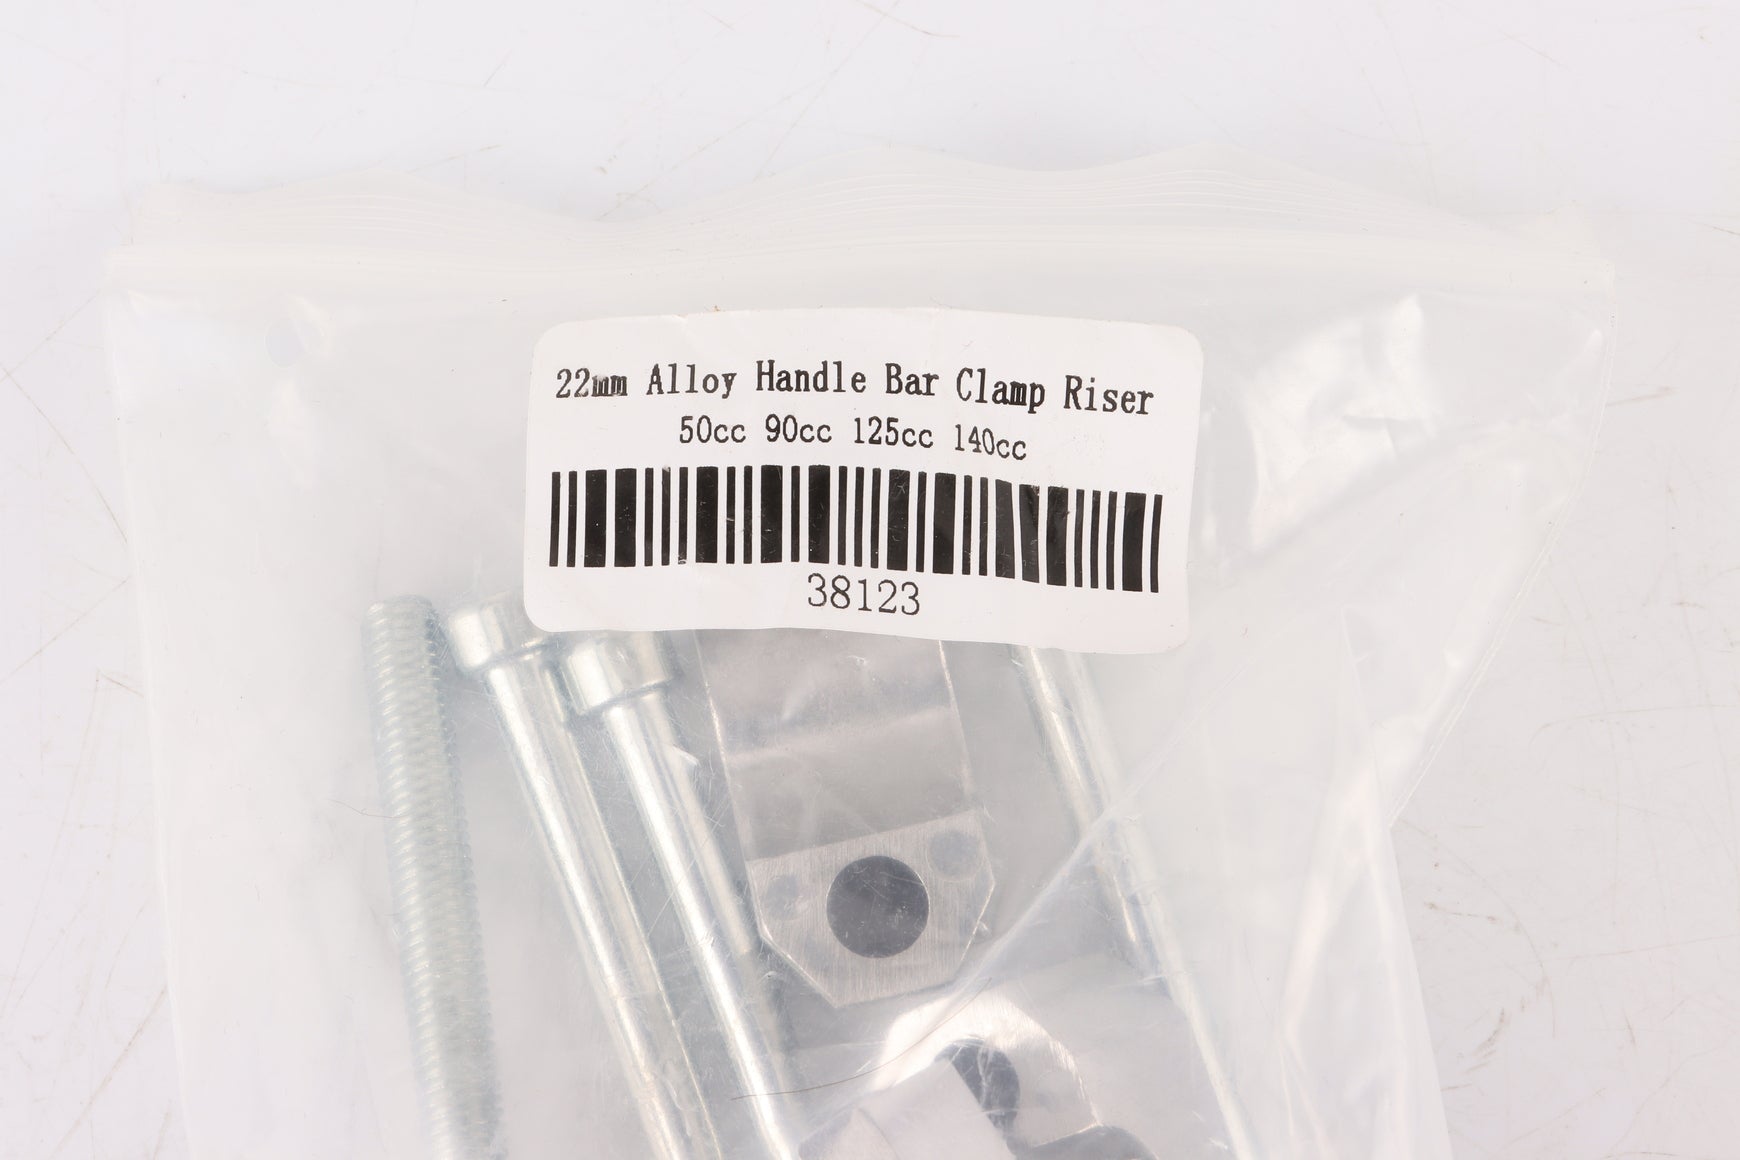 22mm Alloy Handle Bar Clamp Riser
50cc 90cc 125cc 140cc
38123